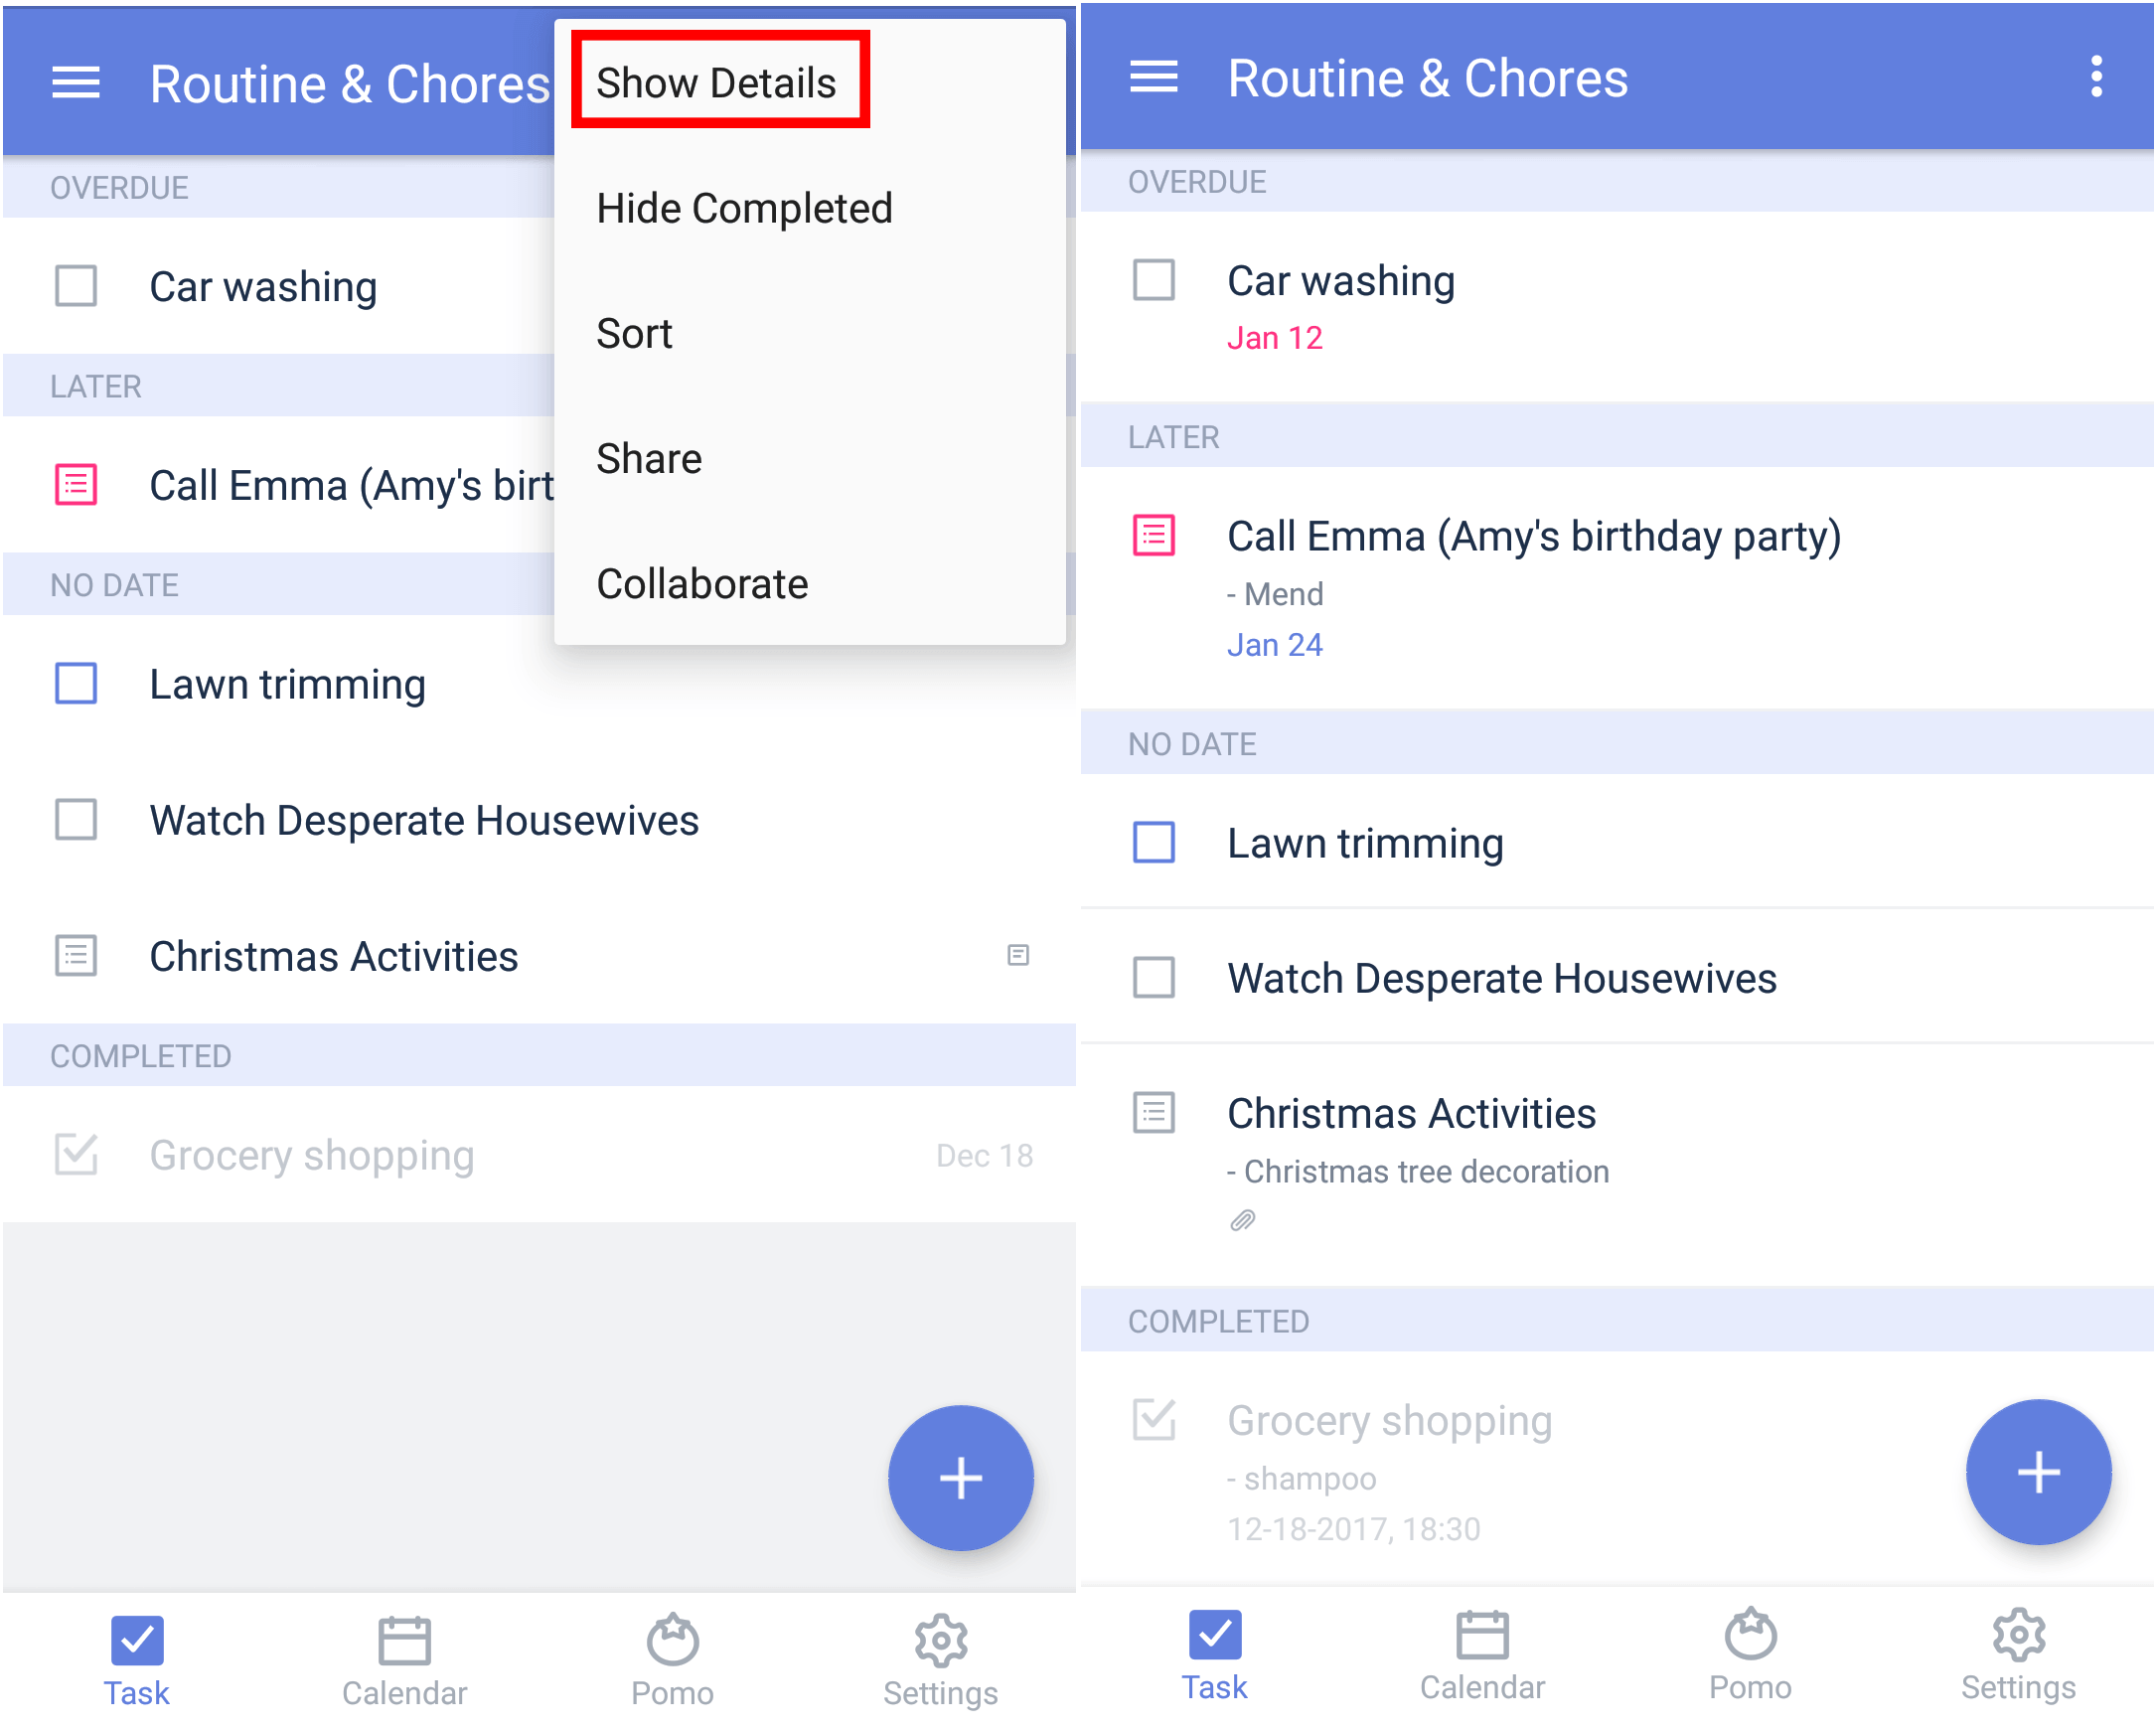 Routine & Chores
Show Details
Hide Completed
Sort
Share
Collaborate
OVERDUE
Car washing
LATER
Call Emma (Amy's birt
NO DATE
Lawn trimming
Watch Desperate Housewives
Christmas Activities
COMPLETED
Grocery shopping Dec 18
Task Calendar Pomo Settings
Routine & Chores
OVERDUE
Car washing
Jan 12
LATER
Call Emma (Amy's birthday party)
- Mend
Jan 24
NO DATE
Lawn trimming
Watch Desperate Housewives
Christmas Activities
- Christmas tree decoration
COMPLETED
Grocery shopping
- shampoo
12-18-2017, 18:30
Task Calendar Pomo Settings